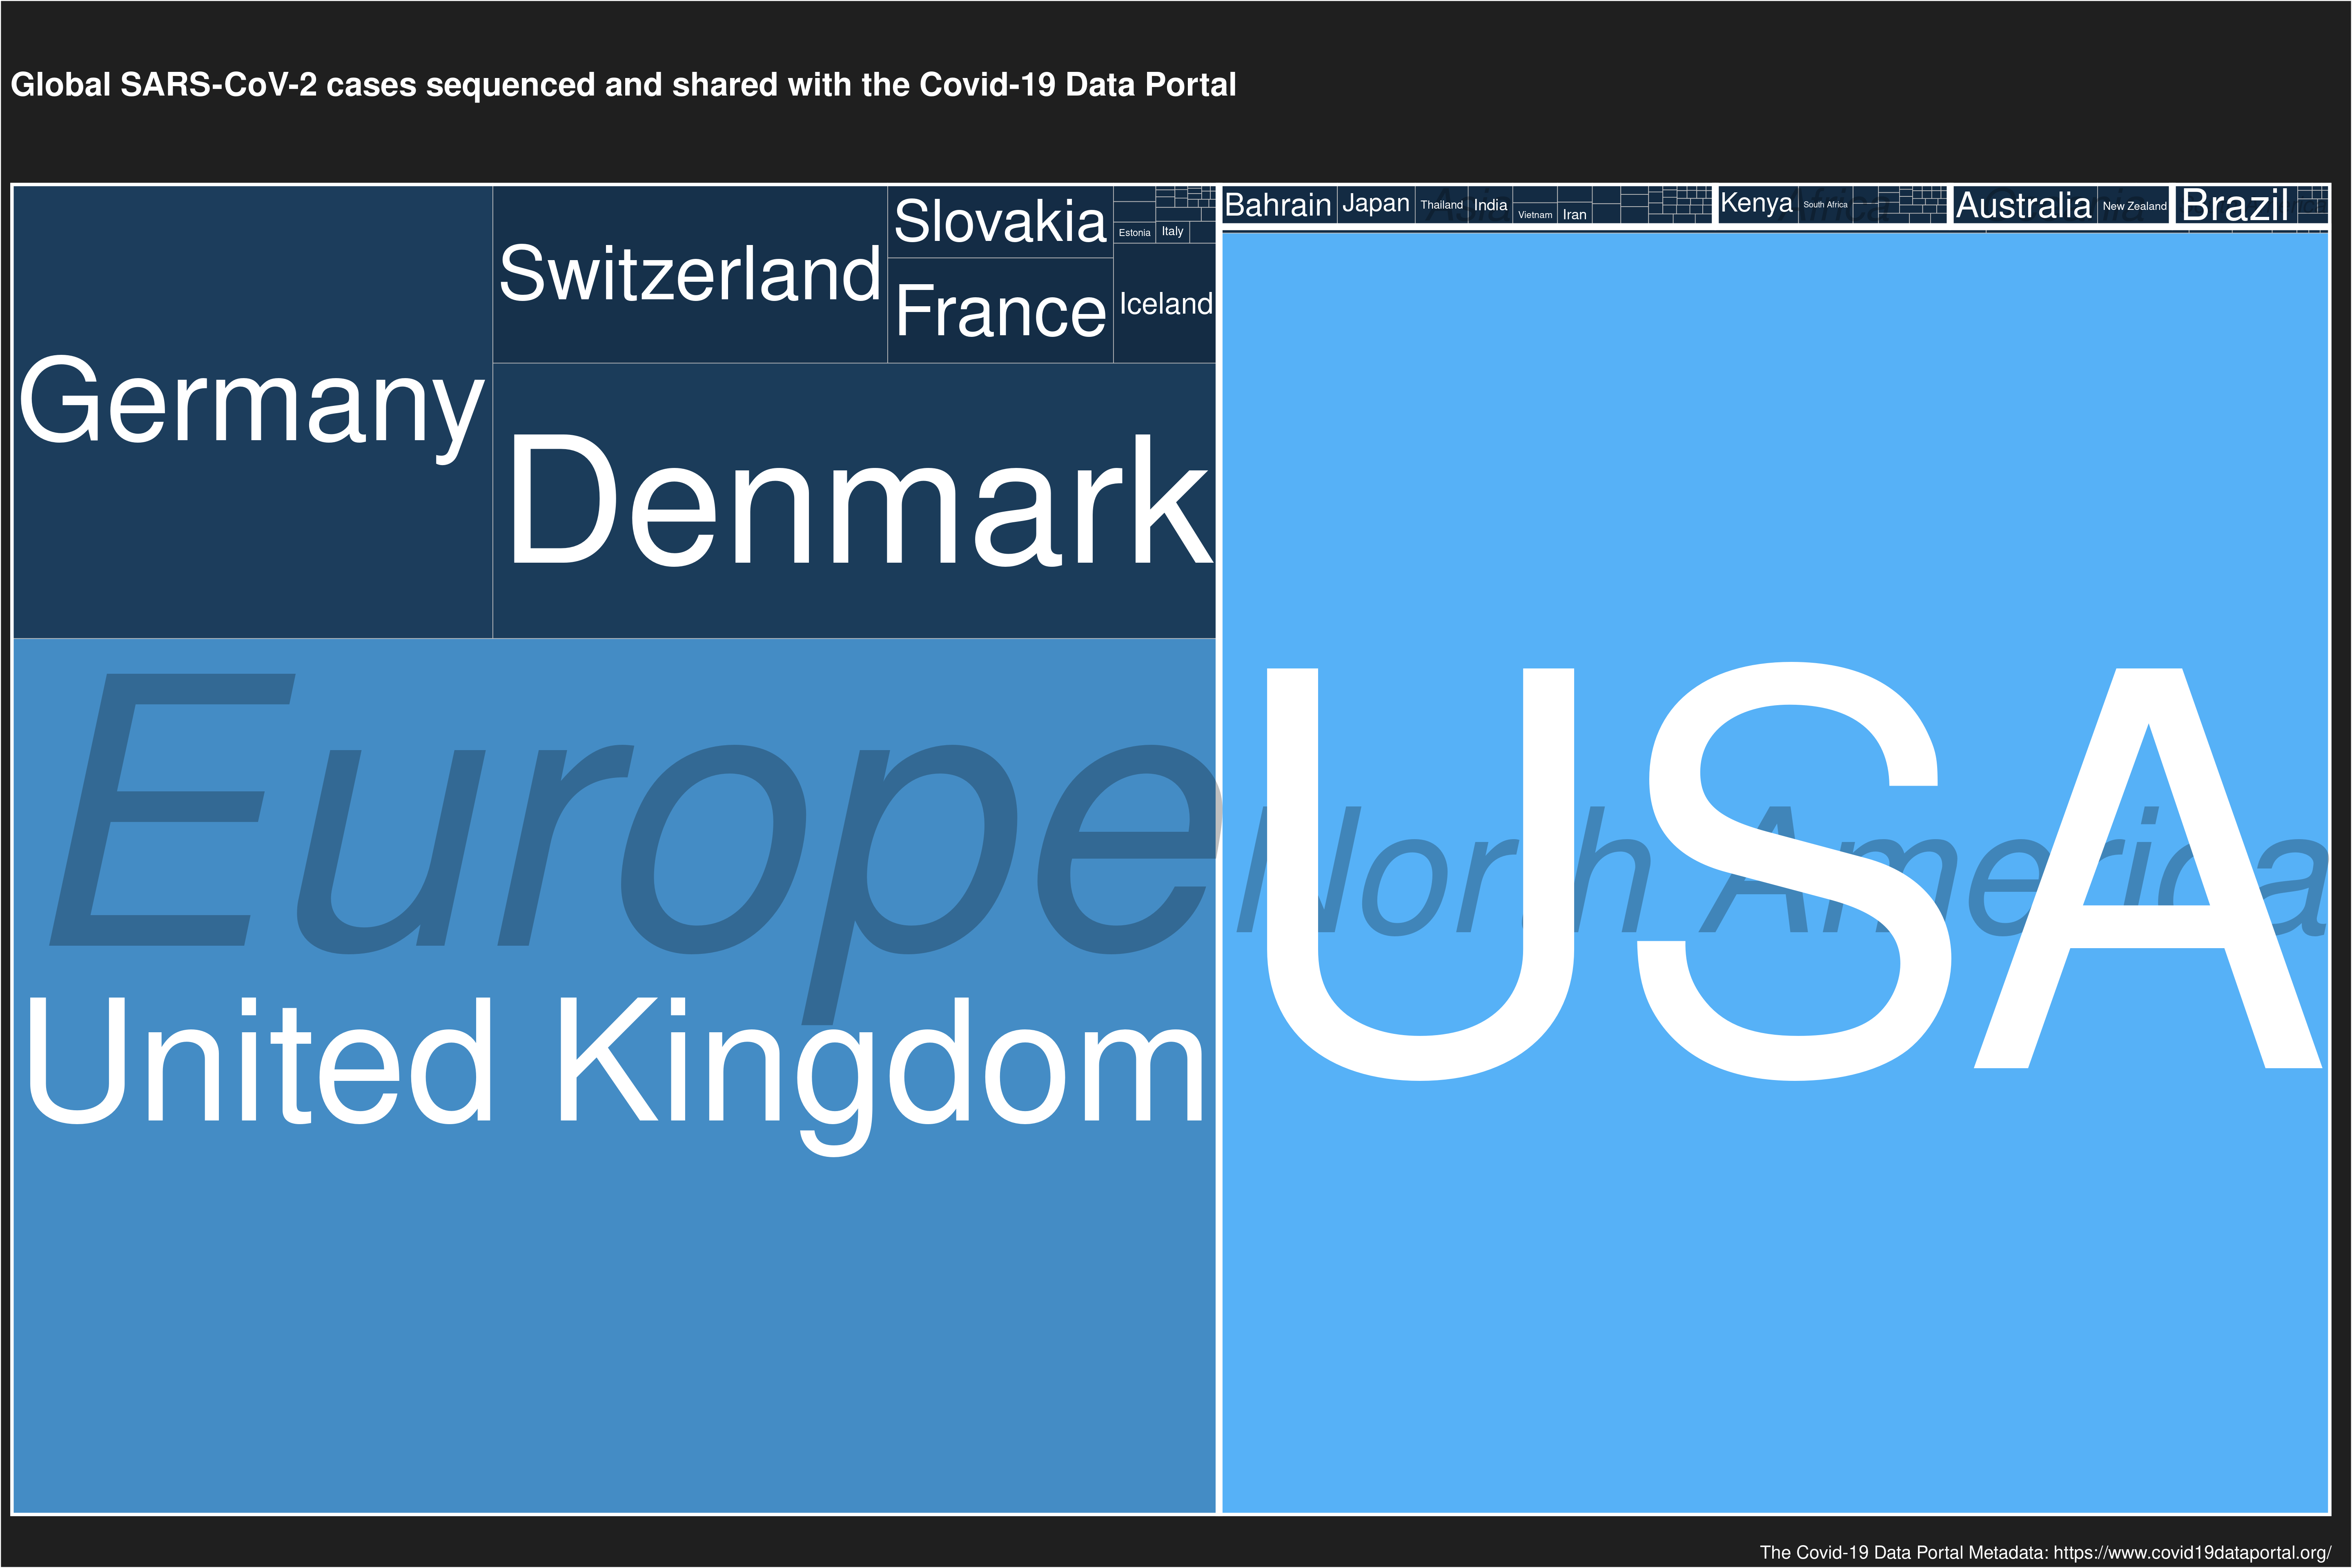 Global SARS-CoV-2 cases sequenced and shared with the Covid-19 Data Portal
Germany
Switzerland
Slovakia
France
Estonia
Italy
Iceland
Denmark
Europe
United Kingdom
Bahrain
Japan
Thailand
India
Vietnam
Iran
Asia
Kenya
South Africa
Africa
Australia
New Zealand
Brazil
USA
North America
The Covid-19 Data Portal Metadata: https://www.covid19dataportal.org/